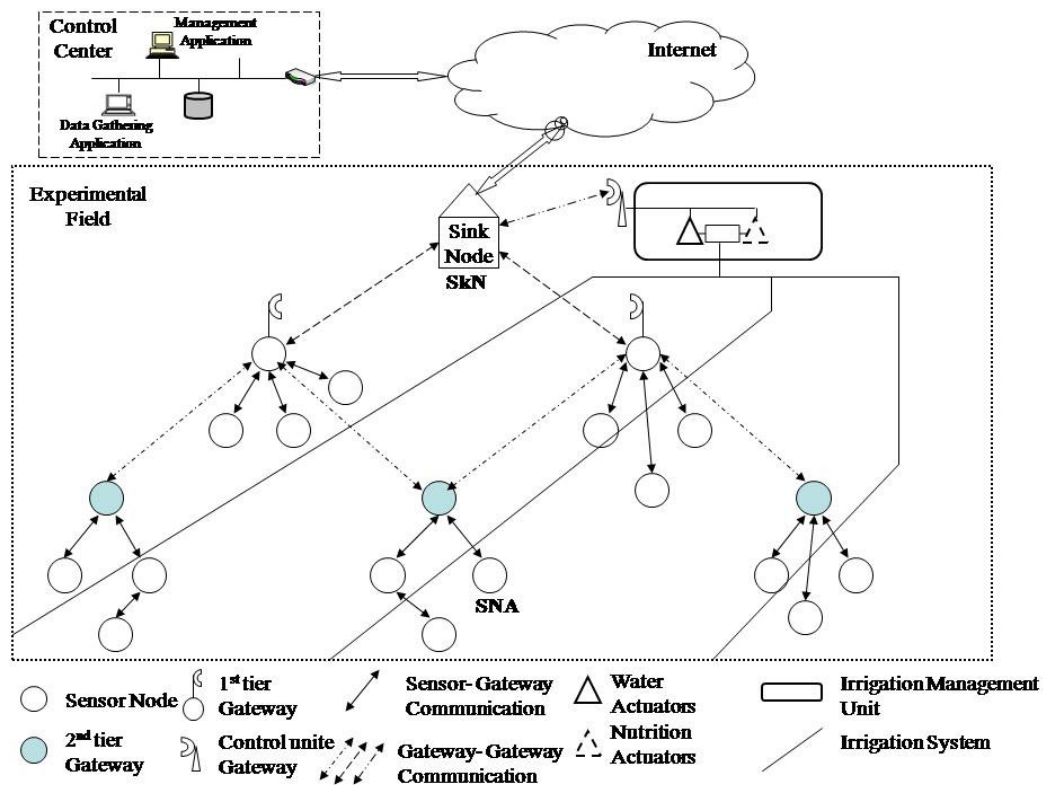 Control
Center
Management
Application
Data Gathering
Application
Internet
Experimental
Field
Sink
Node
SkN
SNA
Sensor Node
1st tier
Gateway
Sensor-Gateway
Communication
Water
Actuators
Irrigation Management
Unit
2nd tier
Gateway
Control unite
Gateway
Gateway-Gateway
Communication
Nutrition
Actuators
Irrigation System